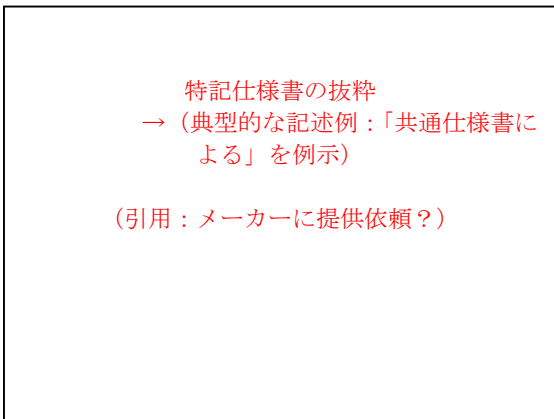 特記仕様書の抜粋
→（典型的な記述例：「共通仕様書に
よる」を例示）
（引用：メーカーに提供依頼？）